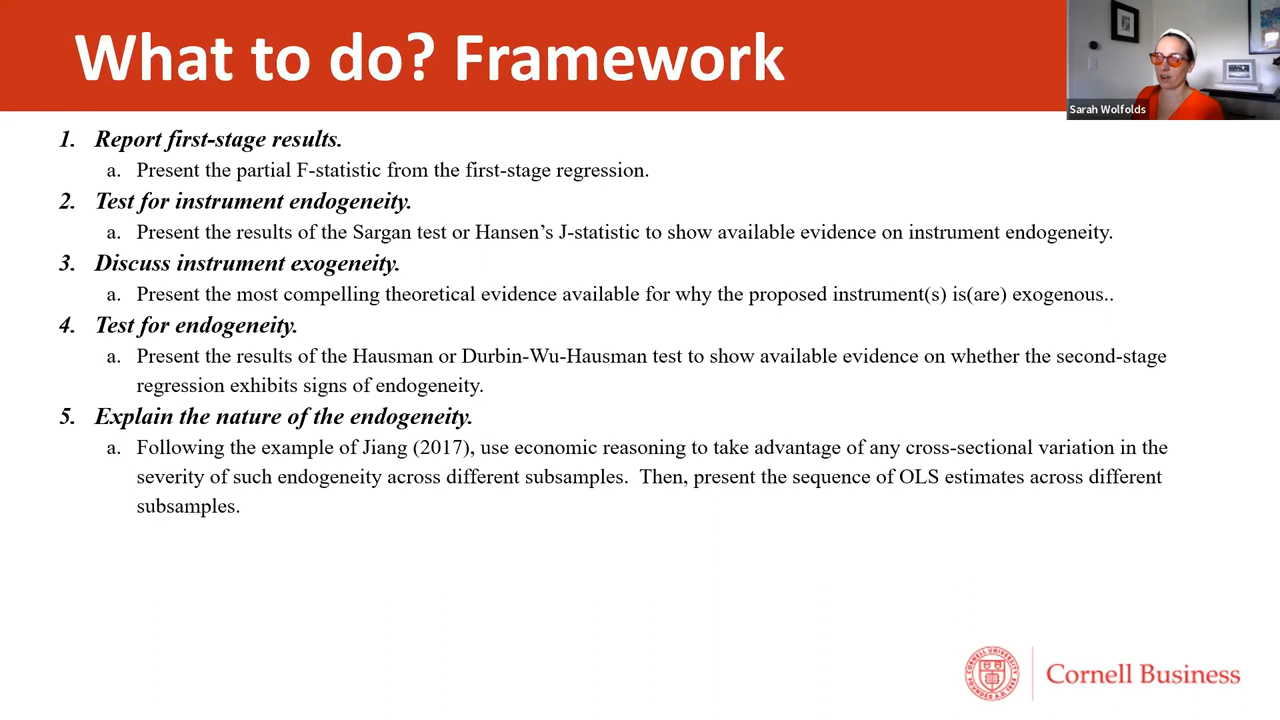 What to do? Framework
Sarah Wolfolds
1. Report first-stage results.
a. Present the partial F-statistic from the first-stage regression.
2. Test for instrument endogeneity.
a. Present the results of the Sargan test or Hansen’s J-statistic to show available evidence on instrument endogeneity.
3. Discuss instrument exogeneity.
a. Present the most compelling theoretical evidence available for why the proposed instrument(s) is(are) exogenous..
4. Test for endogeneity.
a. Present the results of the Hausman or Durbin-Wu-Hausman test to show available evidence on whether the second-stage
regression exhibits signs of endogeneity.
5. Explain the nature of the endogeneity.
a. Following the example of Jiang (2017), use economic reasoning to take advantage of any cross-sectional variation in the
severity of such endogeneity across different subsamples. Then, present the sequence of OLS estimates across different
subsamples.
Cornell Business